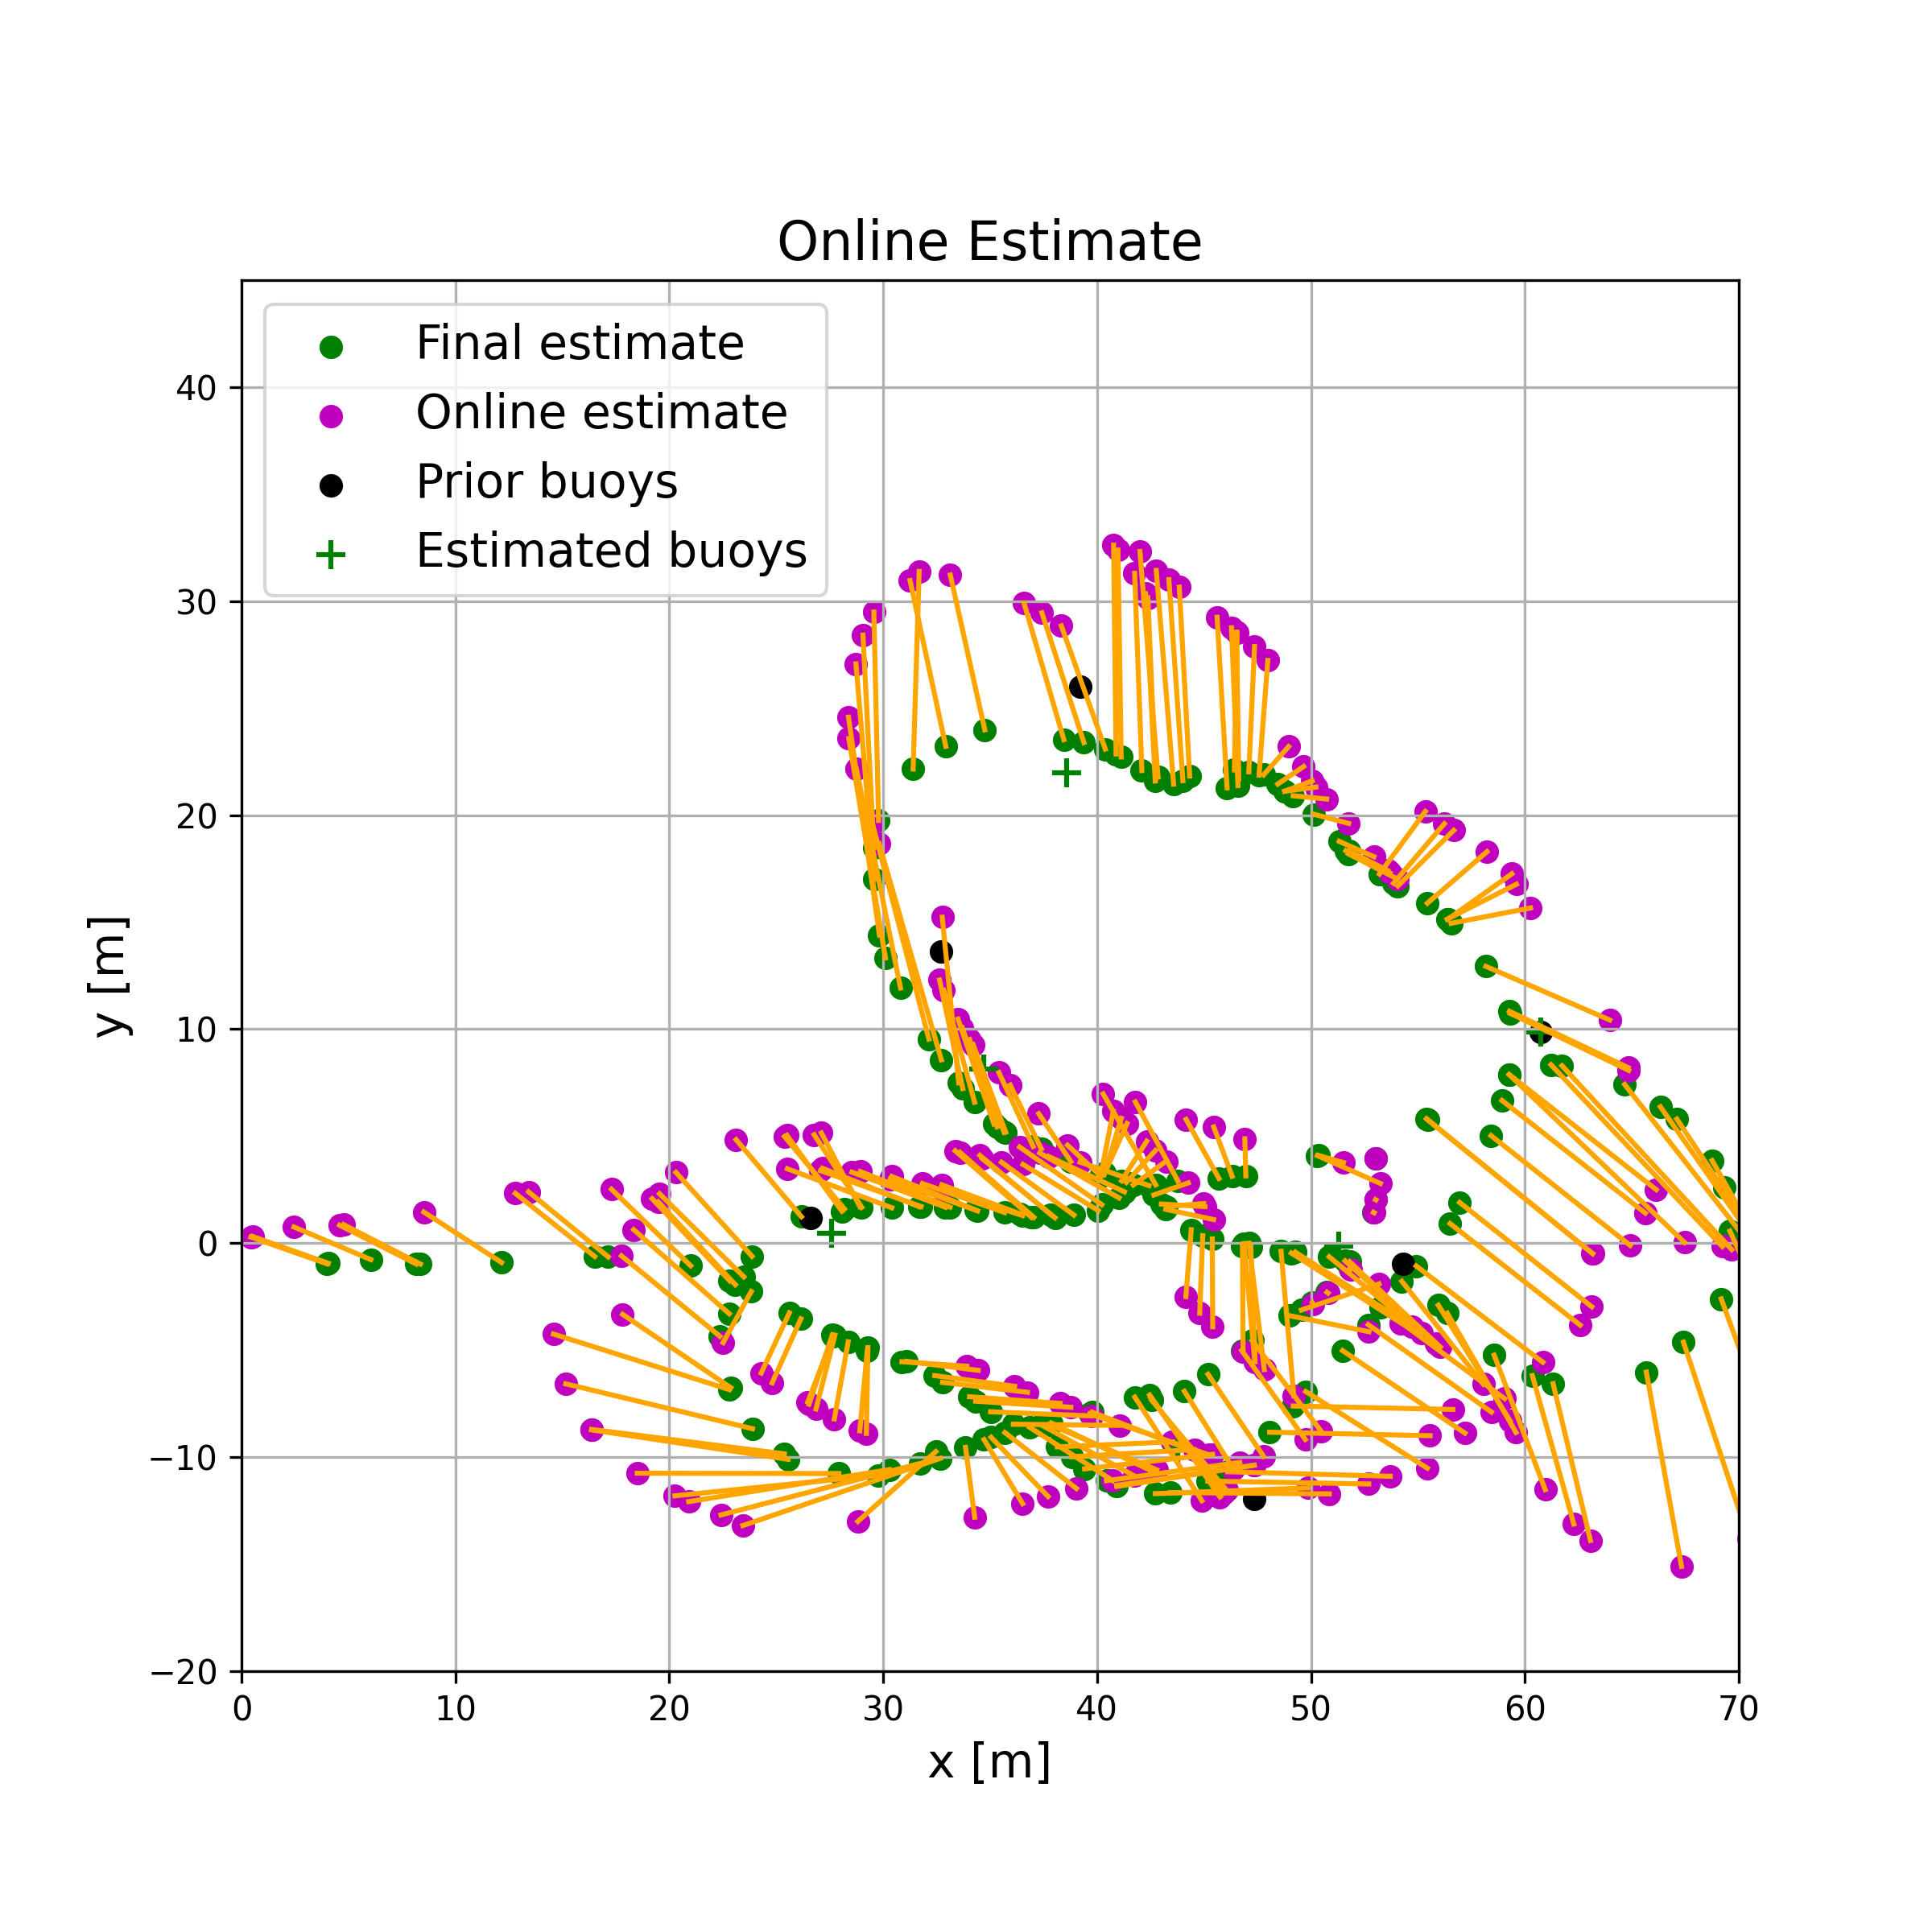 Online Estimate
Final estimate
Online estimate
Prior buoys
Estimated buoys
40
30
20
10
0
−10
−20
y [m]
0 10 20 30 40 50 60 70
x [m]